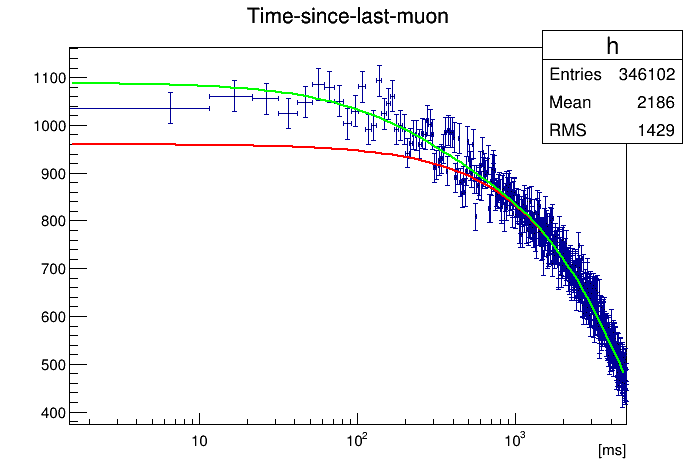 Time-since-last-muon
h
Entries 346102
Mean 2186
RMS 1429
1100
1000
900
800
700
600
500
400
10
10²
10³
[ms]